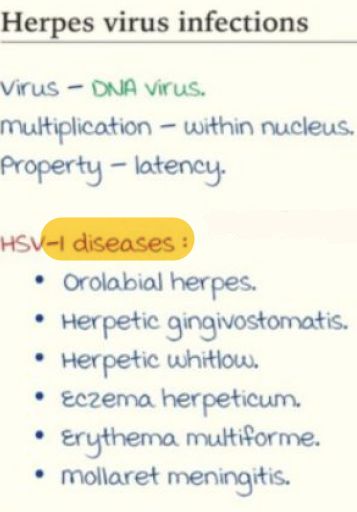 Herpes virus infections
Virus – DNA virus.
multiplication – within nucleus.
Property – latency.
HSV-1 diseases :
• Orolabial herpes.
• Herpetic gingivostomatis.
• Herpetic whitlow.
• Eczema herpeticum.
• Erythema multiforme.
• mollaret meningitis.